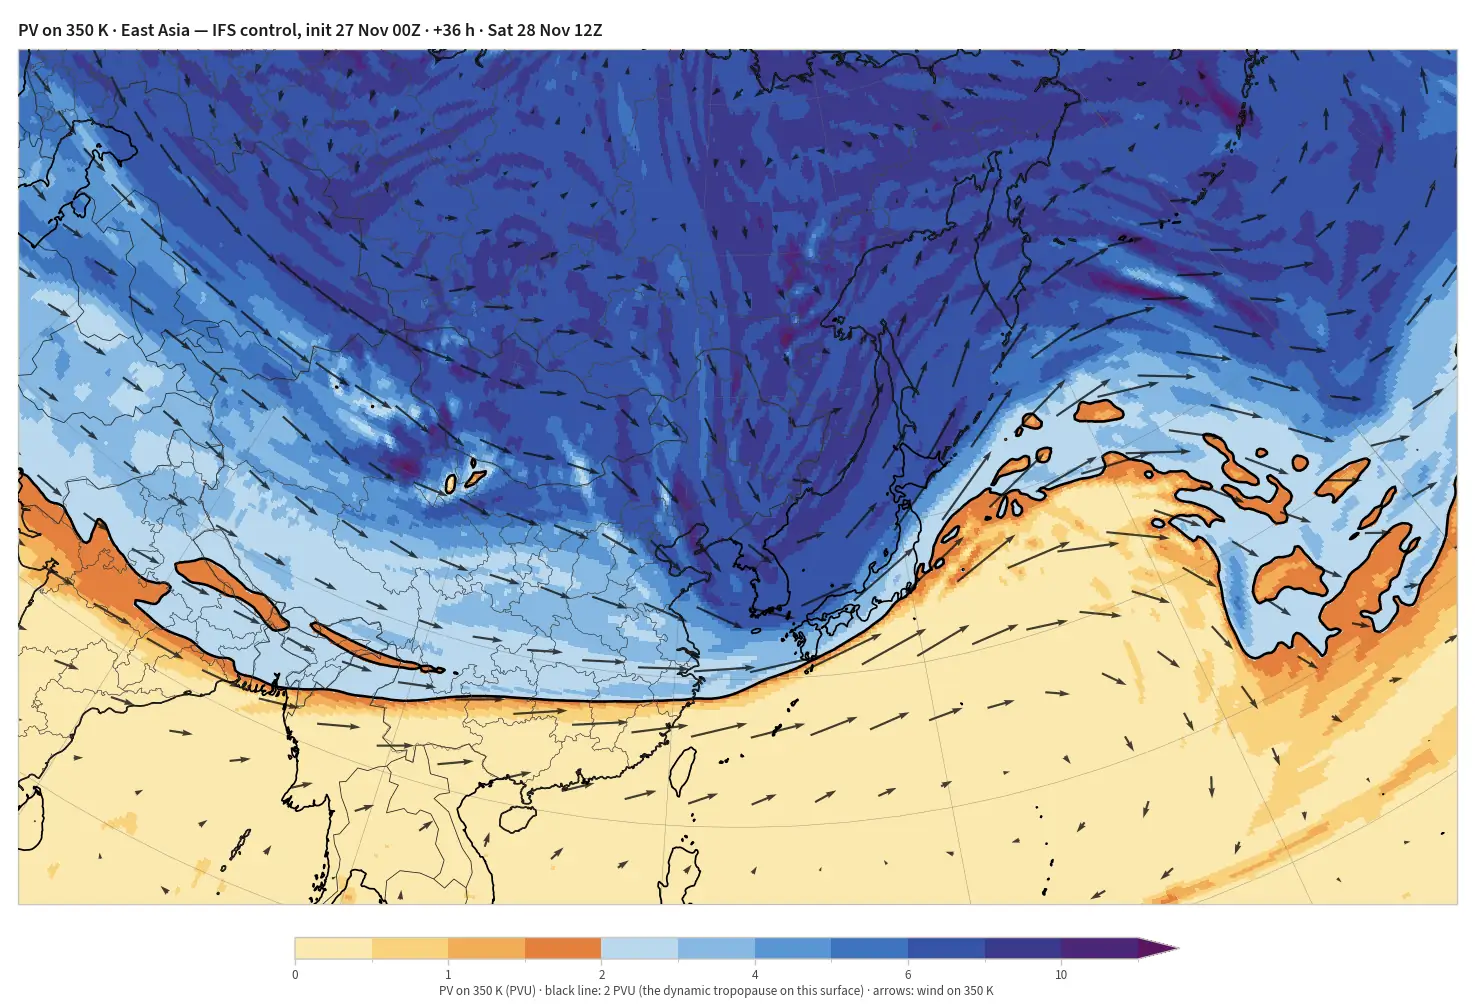 PV on 350 K · East Asia — IFS control, init 27 Nov 00Z · +36 h · Sat 28 Nov 12Z
0 1 2 4 6 10
PV on 350 K (PVU) · black line: 2 PVU (the dynamic tropopause on this surface) · arrows: wind on 350 K